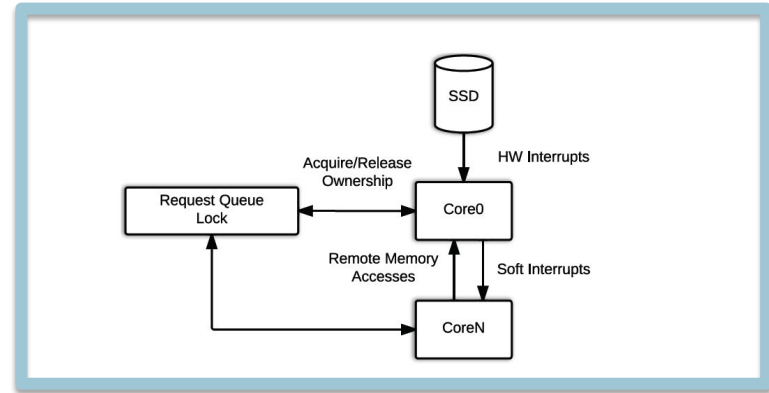 SSD
HW Interrupts
Acquire/Release
Ownership
Request Queue
Lock
Core0
Remote Memory
Accesses
Soft Interrupts
CoreN